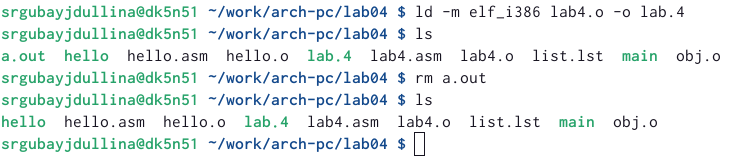 srgubayjdullina@dk5n51 ~/work/arch-pc/lab04 $ ld -m elf_i386 lab4.o -o lab.4
srgubayjdullina@dk5n51 ~/work/arch-pc/lab04 $ ls
a.out  hello  hello.asm  hello.o  lab.4  lab4.asm  lab4.o  list.lst  main  obj.o
srgubayjdullina@dk5n51 ~/work/arch-pc/lab04 $ rm a.out
srgubayjdullina@dk5n51 ~/work/arch-pc/lab04 $ ls
hello  hello.asm  hello.o  lab.4  lab4.asm  lab4.o  list.lst  main  obj.o
srgubayjdullina@dk5n51 ~/work/arch-pc/lab04 $